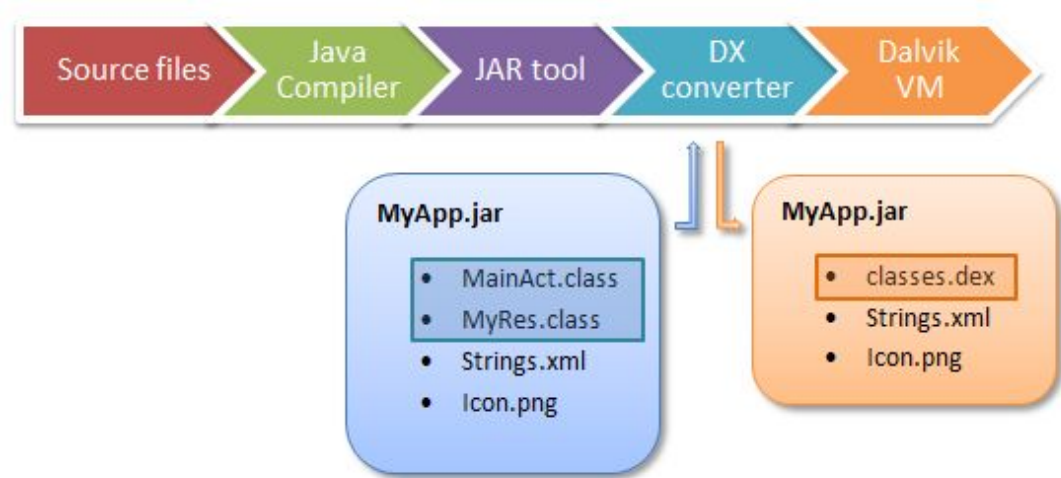 Source files
Java
Compiler
JAR tool
DX
converter
Dalvik
VM
MyApp.jar
• MainAct.class
• MyRes.class
• Strings.xml
• Icon.png
MyApp.jar
• classes.dex
• Strings.xml
• Icon.png